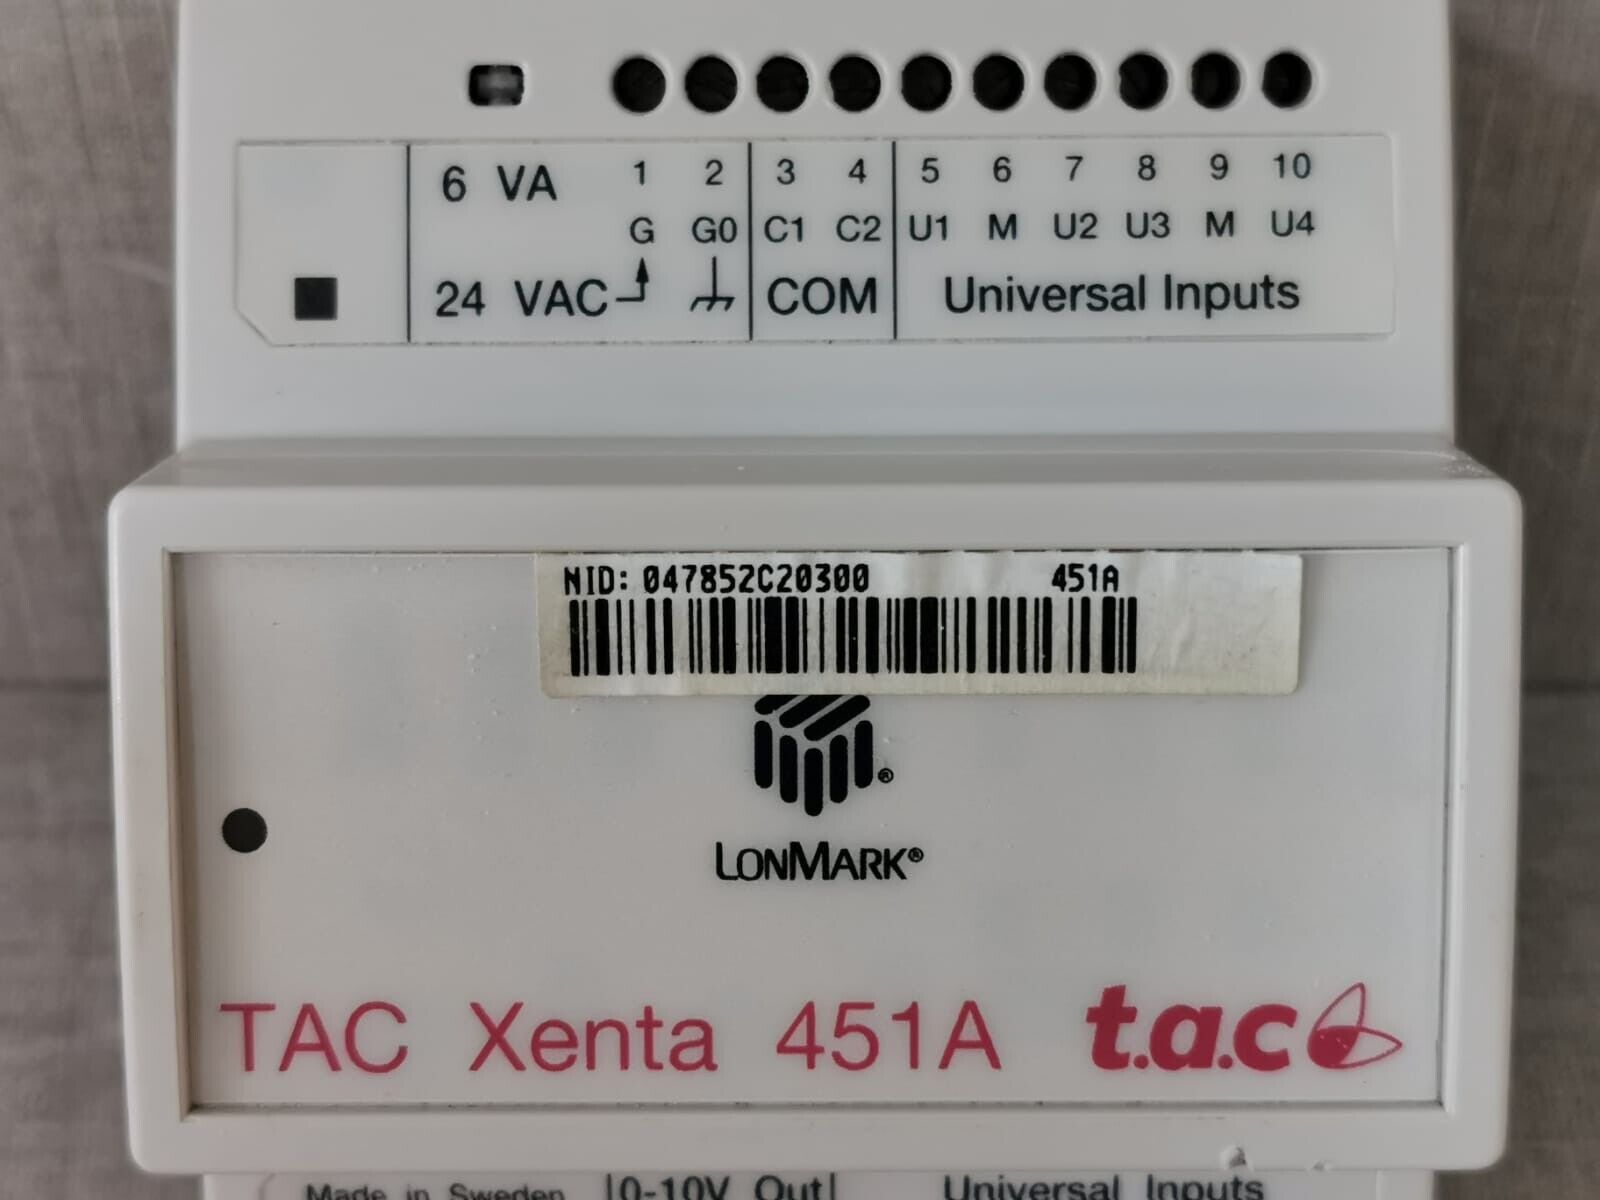 6 VA 1 2 3 4 5 6 7 8 9 10
G G0 C1 C2 U1 M U2 U3 M U4
24 VAC COM Universal Inputs
NID: 047852C20300 451A
LONMARK®
TAC Xenta 451A t.a.c
Made in Sweden 0-10V Out Universal Inputs